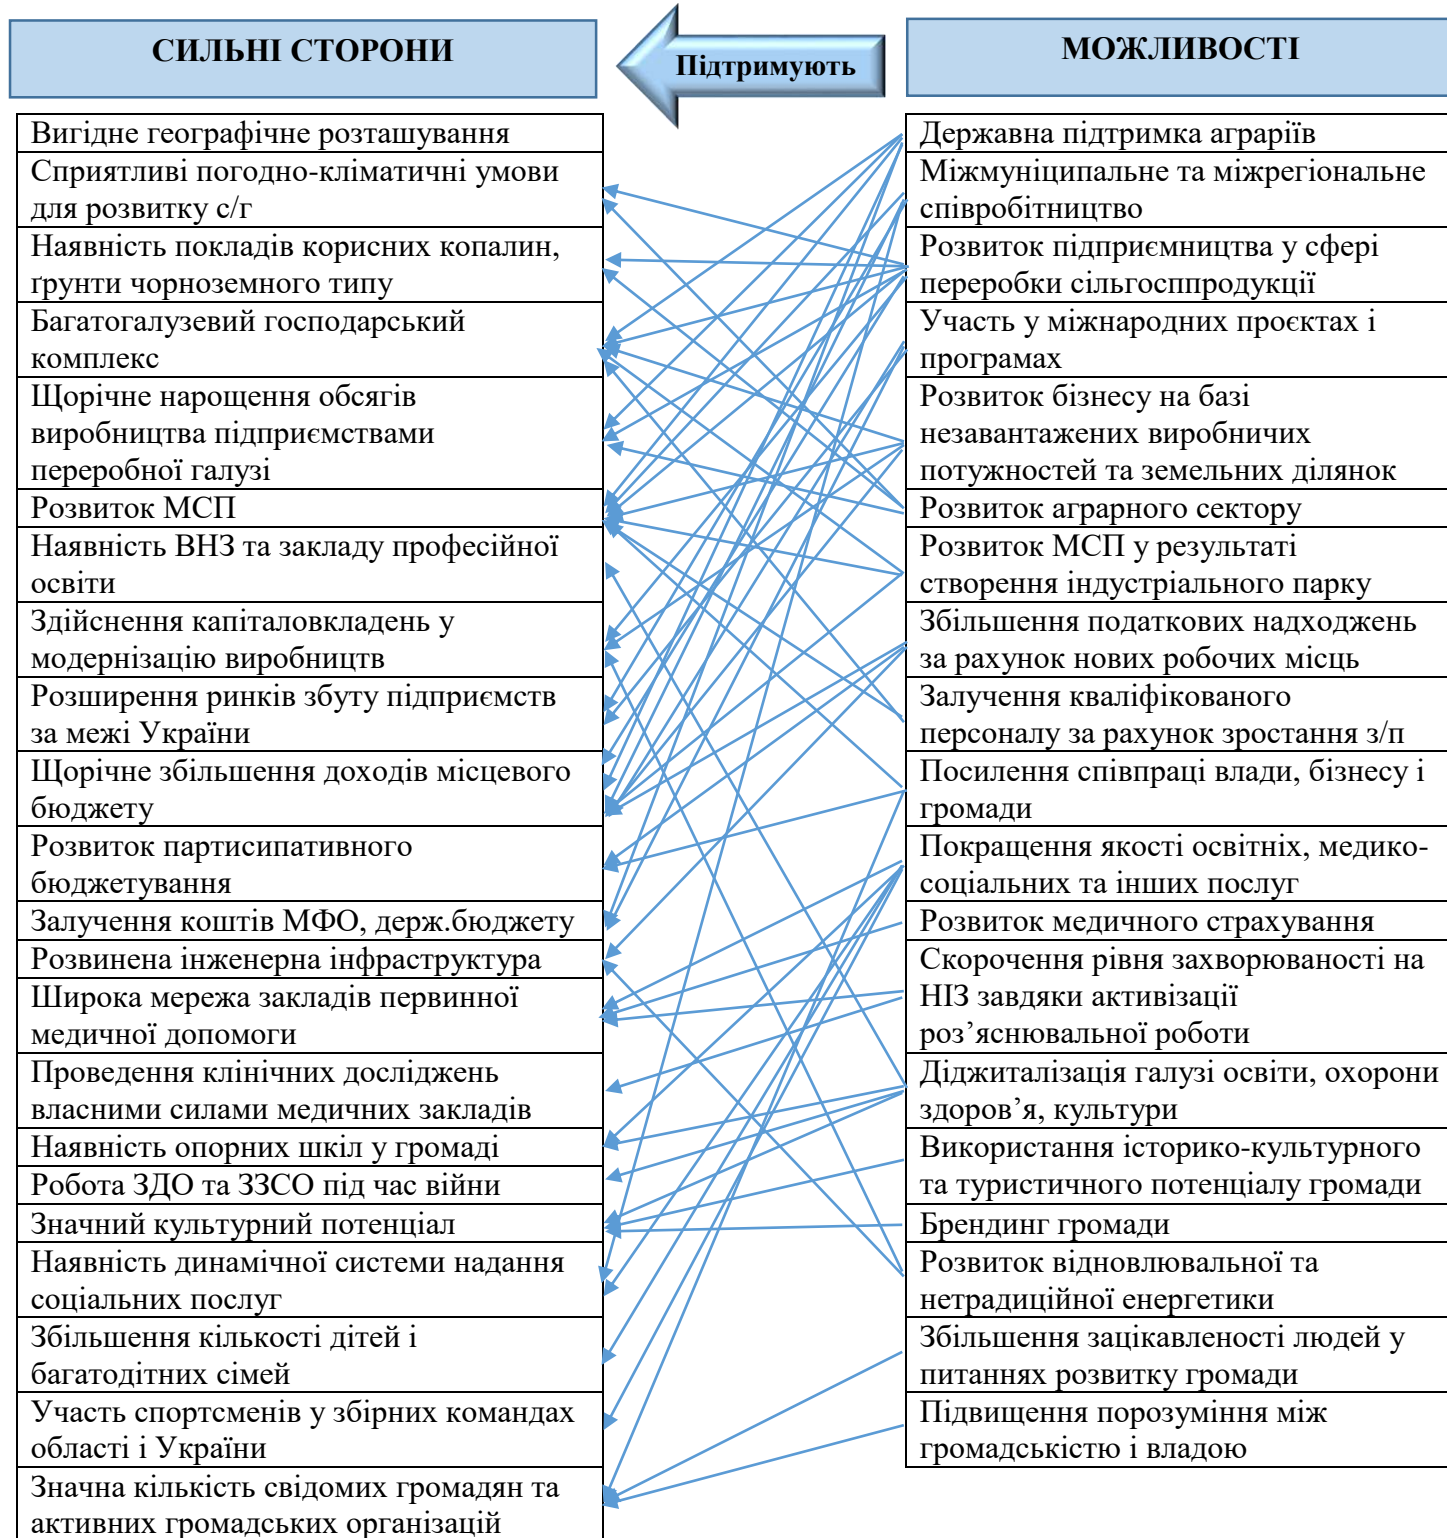 СИЛЬНІ СТОРОНИ
Підтримують
МОЖЛИВОСТІ
Вигідне географічне розташування
Сприятливі погодно-кліматичні умови
для розвитку с/г
Наявність покладів корисних копалин,
ґрунти чорноземного типу
Багатогалузевий господарський
комплекс
Щорічне нарощення обсягів
виробництва підприємствами
переробної галузі
Розвиток МСП
Наявність ВНЗ та закладу професійної
освіти
Здійснення капіталовкладень у
модернізацію виробництв
Розширення ринків збуту підприємств
за межі України
Щорічне збільшення доходів місцевого
бюджету
Розвиток партисипативного
бюджетування
Залучення коштів МФО, держ.бюджету
Розвинена інженерна інфраструктура
Широка мережа закладів первинної
медичної допомоги
Проведення клінічних досліджень
власними силами медичних закладів
Наявність опорних шкіл у громаді
Робота ЗДО та ЗЗСО під час війни
Значний культурний потенціал
Наявність динамічної системи надання
соціальних послуг
Збільшення кількості дітей і
багатодітних сімей
Участь спортсменів у збірних командах
області і України
Значна кількість свідомих громадян та
активних громадських організацій
Державна підтримка аграріїв
Міжмуніципальне та міжрегіональне
співробітництво
Розвиток підприємництва у сфері
переробки сільгосппродукції
Участь у міжнародних проєктах і
програмах
Розвиток бізнесу на базі
незавантажених виробничих
потужностей та земельних ділянок
Розвиток аграрного сектору
Розвиток МСП у результаті
створення індустріального парку
Збільшення податкових надходжень
за рахунок нових робочих місць
Залучення кваліфікованого
персоналу за рахунок зростання з/п
Посилення співпраці влади, бізнесу і
громади
Покращення якості освітніх, медико-
соціальних та інших послуг
Розвиток медичного страхування
Скорочення рівня захворюваності на
НІЗ завдяки активізації
роз’яснювальної роботи
Діджиталізація галузі освіти, охорони
здоров’я, культури
Використання історико-культурного
та туристичного потенціалу громади
Брендинг громади
Розвиток відновлювальної та
нетрадиційної енергетики
Збільшення зацікавленості людей у
питаннях розвитку громади
Підвищення порозуміння між
громадськістю і владою